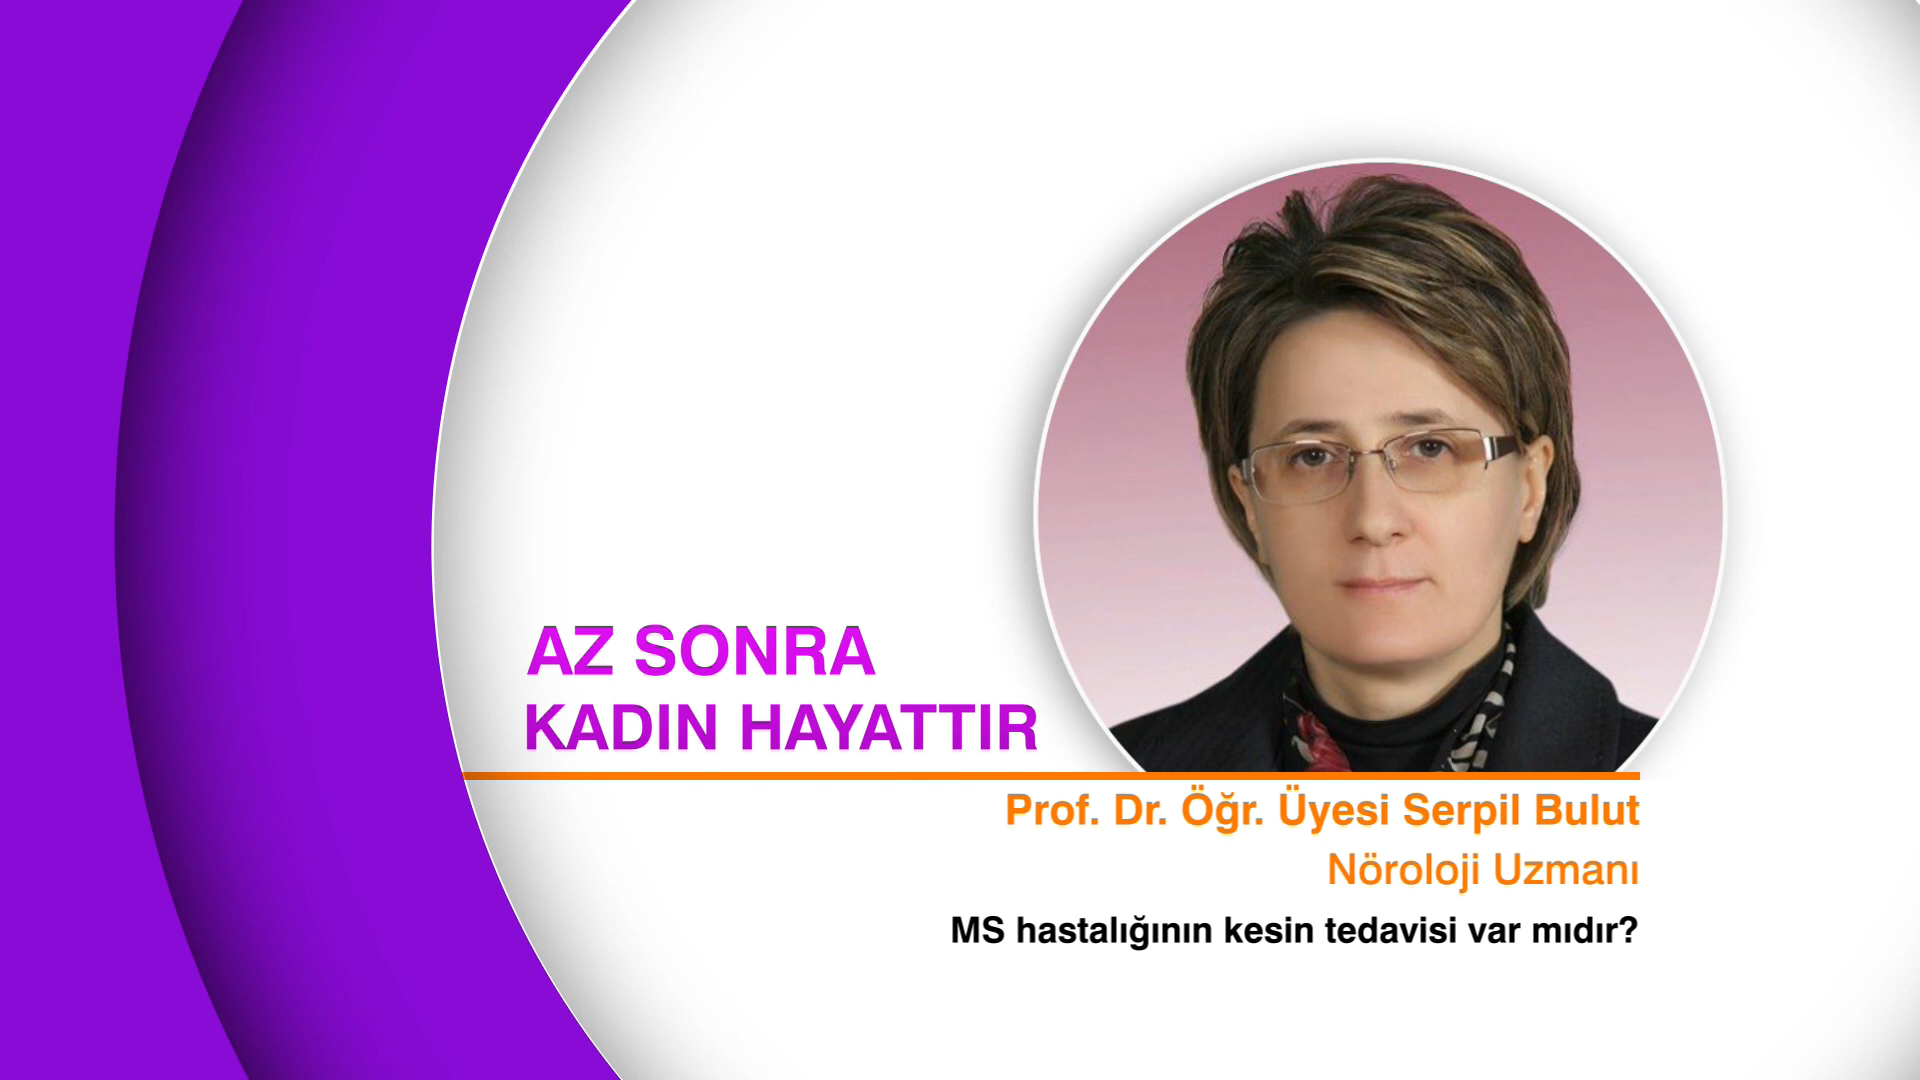 AZ SONRA
KADIN HAYATTIR
Prof. Dr. Öğr. Üyesi Serpil Bulut
Nöroloji Uzmanı
MS hastalığının kesin tedavisi var mıdır?